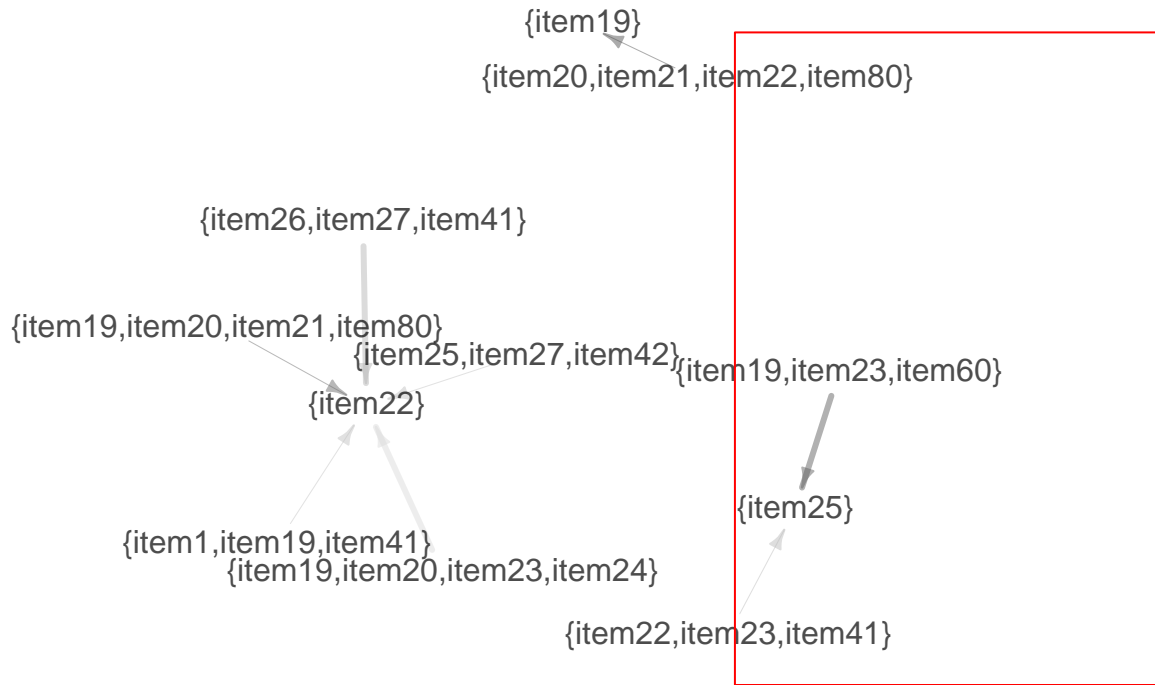 {item19}
{item20,item21,item22,item80}
{item26,item27,item41}
{item19,item20,item21,item80}
{item25,item27,item42}
{item19,item23,item60}
{item22}
{item25}
{item1,item19,item41}
{item19,item20,item23,item24}
{item22,item23,item41}